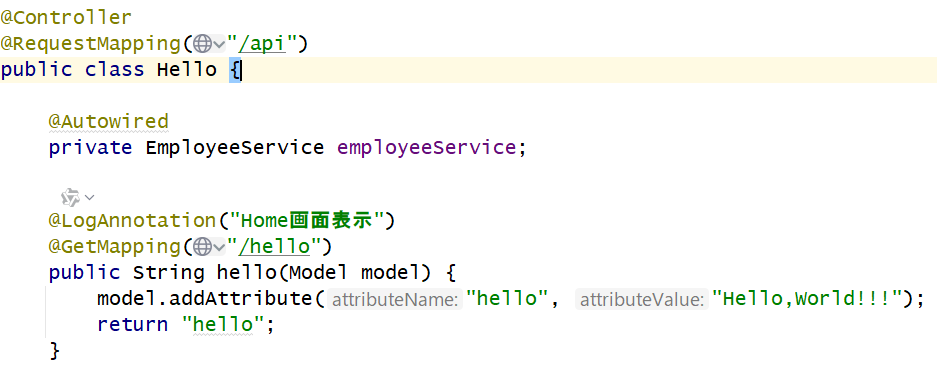 @Controller
@RequestMapping("/api")
public class Hello {
@Autowired
private EmployeeService employeeService;
@LogAnnotation("Home画面表示")
@GetMapping("/hello")
public String hello(Model model) {
model.addAttribute(attributeName: "hello", attributeValue: "Hello,World!!!");
return "hello";
}